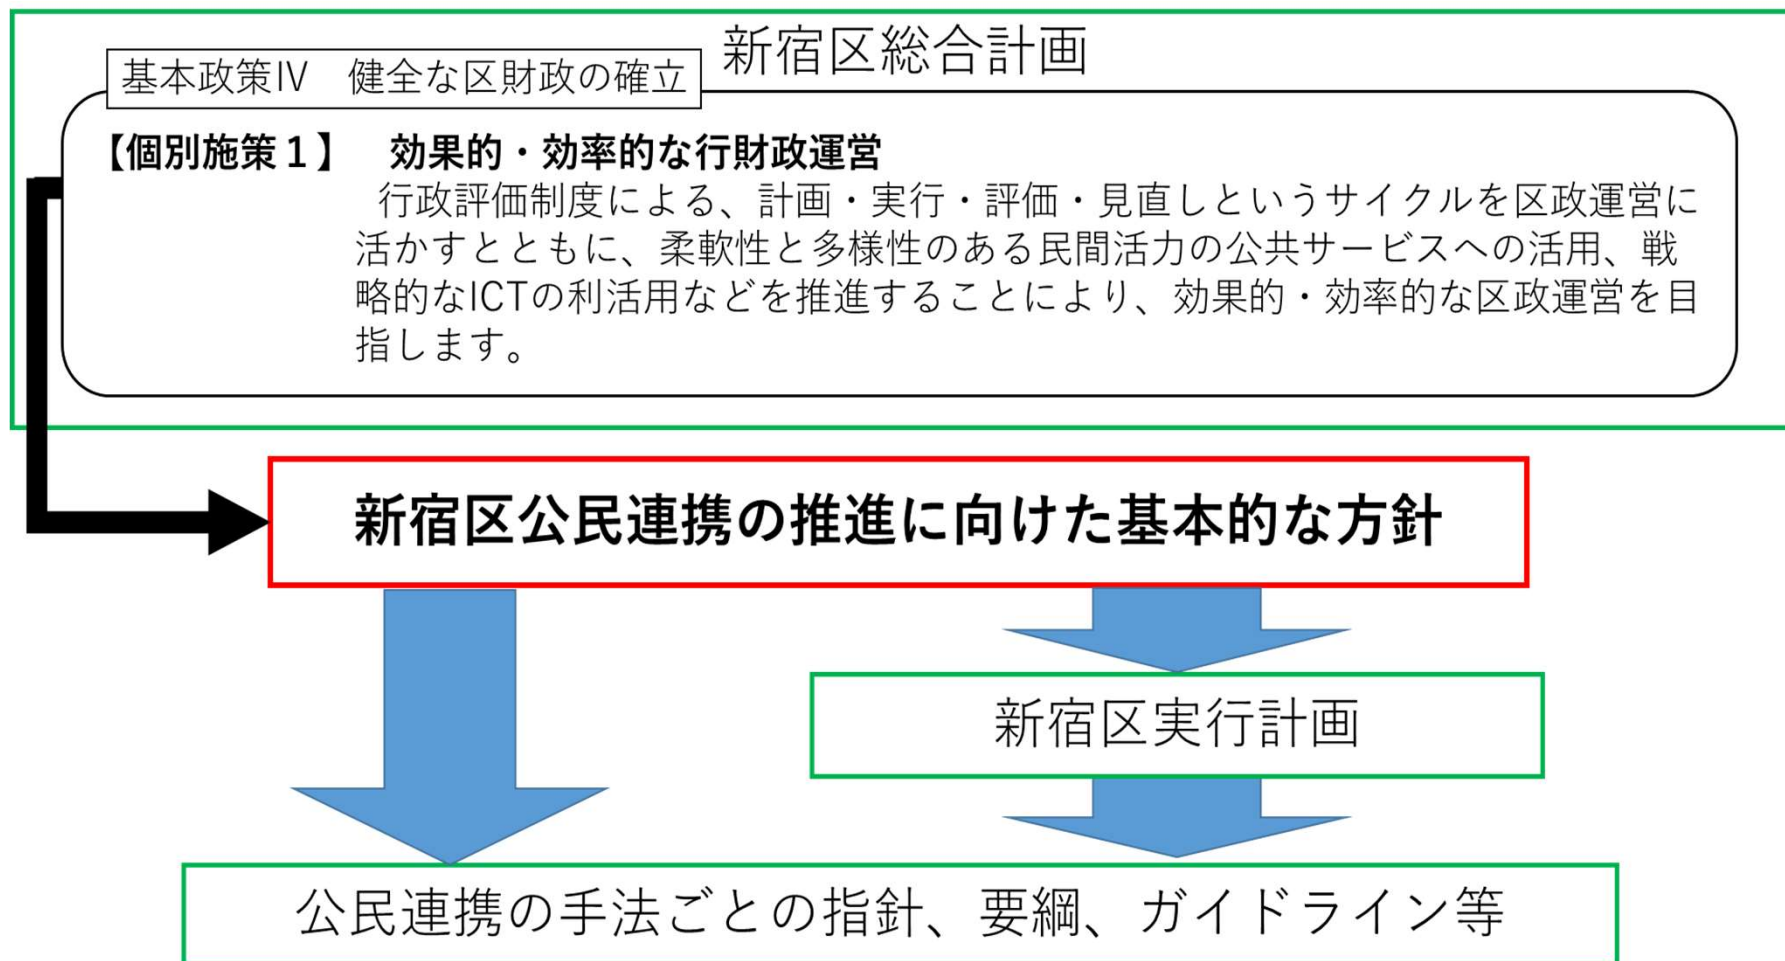 新宿区総合計画
基本政策Ⅳ　健全な区財政の確立
【個別施策１】　効果的・効率的な行財政運営
行政評価制度による、計画・実行・評価・見直しというサイクルを区政運営に
活かすとともに、柔軟性と多様性のある民間活力の公共サービスへの活用、戦
略的なICTの利活用などを推進することにより、効果的・効率的な区政運営を目
指します。
新宿区公民連携の推進に向けた基本的な方針
新宿区実行計画
公民連携の手法ごとの指針、要綱、ガイドライン等